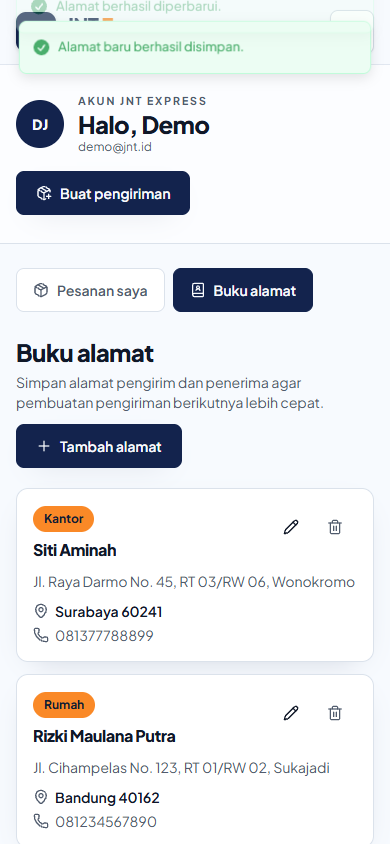 Alamat berhasil diperbarui.
Alamat baru berhasil disimpan.
DJ
AKUN JNT EXPRESS
Halo, Demo
demo@jnt.id
Buat pengiriman
Pesanan saya
Buku alamat
Buku alamat
Simpan alamat pengirim dan penerima agar
pembuatan pengiriman berikutnya lebih cepat.
Tambah alamat
Kantor
Siti Aminah
Jl. Raya Darmo No. 45, RT 03/RW 06, Wonokromo
Surabaya 60241
081377788899
Rumah
Rizki Maulana Putra
Jl. Cihampelas No. 123, RT 01/RW 02, Sukajadi
Bandung 40162
081234567890